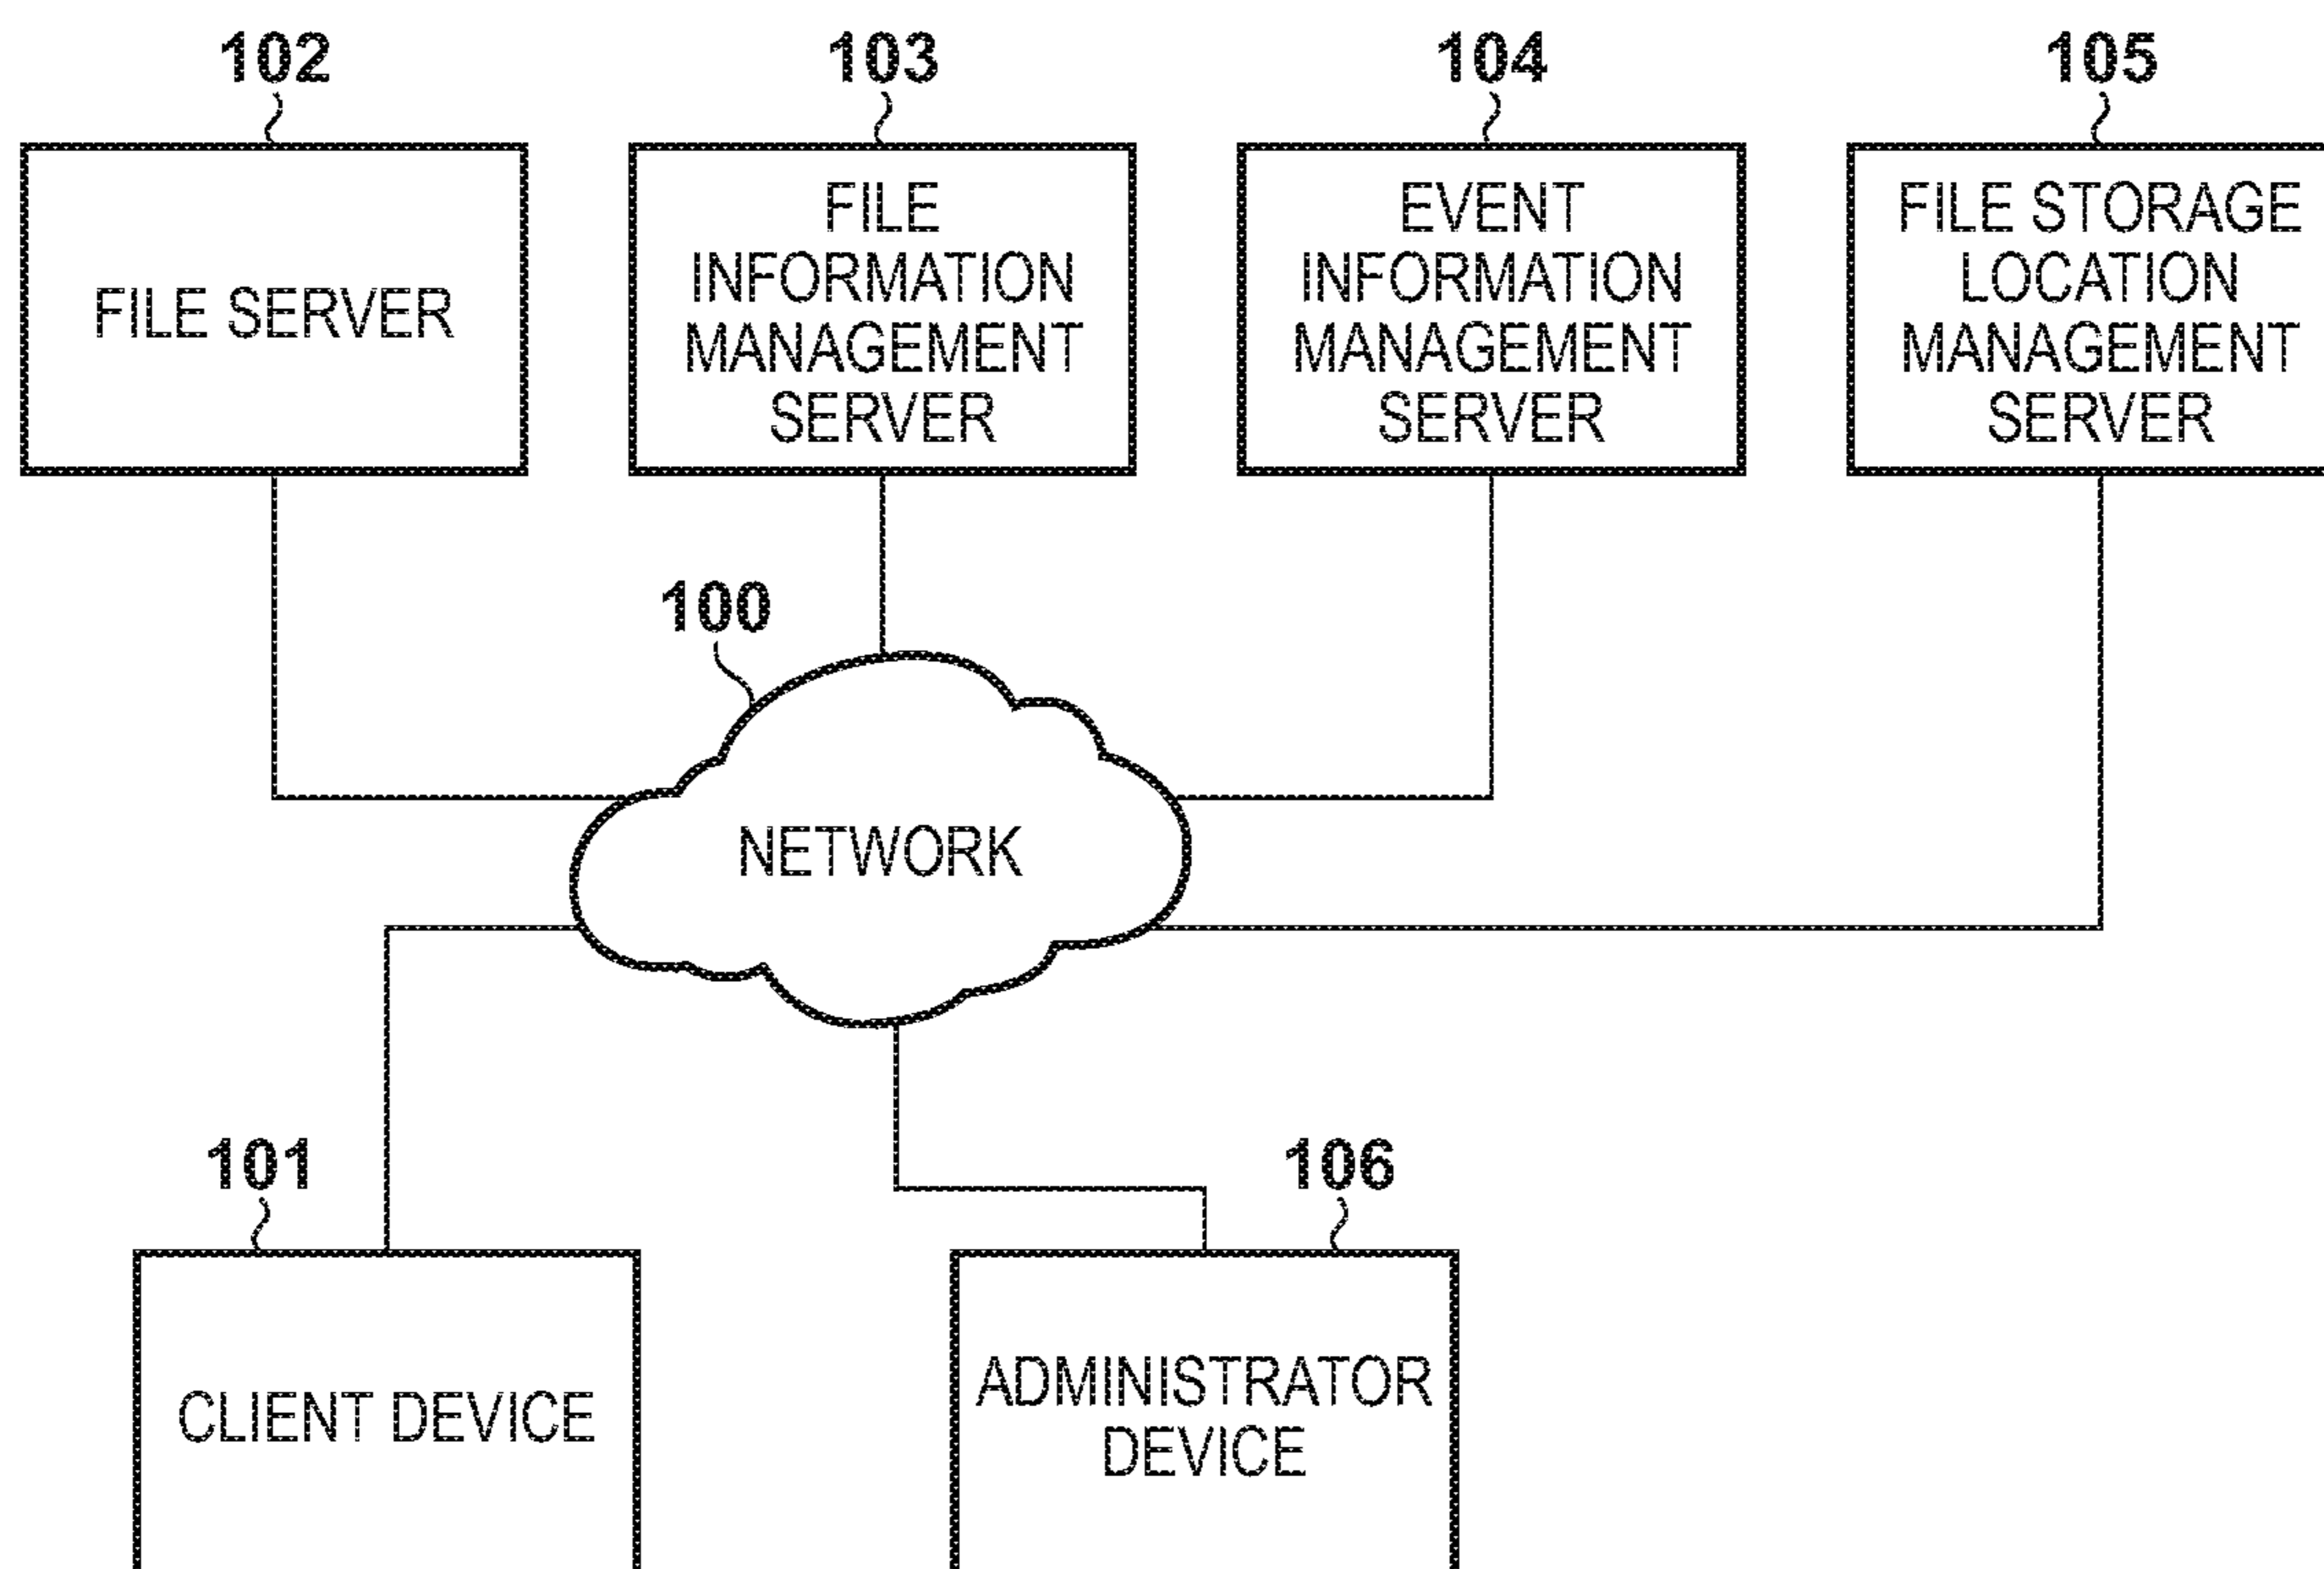 102
103
104
105
FILE SERVER
FILE
INFORMATION
MANAGEMENT
SERVER
EVENT
INFORMATION
MANAGEMENT
SERVER
FILE STORAGE
LOCATION
MANAGEMENT
SERVER
100
NETWORK
101
106
CLIENT DEVICE
ADMINISTRATOR
DEVICE